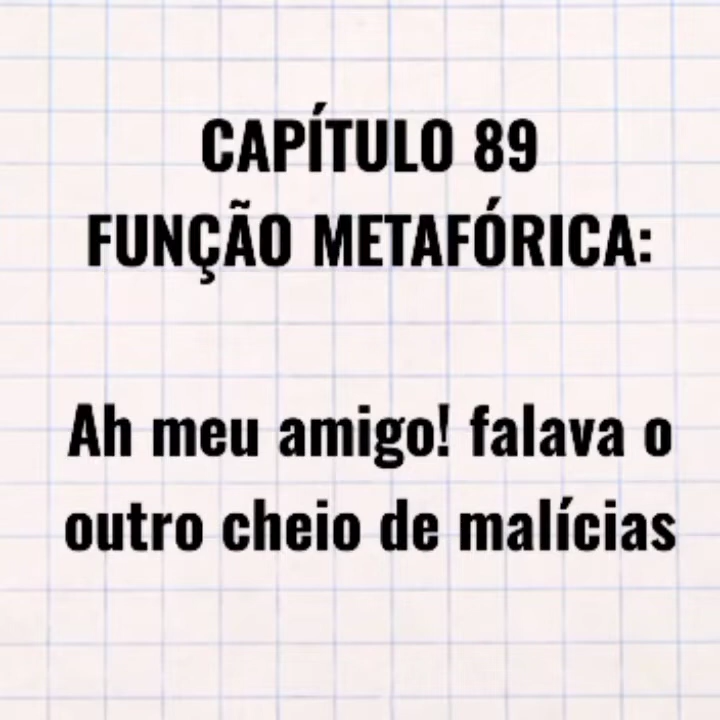 CAPÍTULO 89
FUNÇÃO METAFÓRICA:
Ah meu amigo! falava o
outro cheio de malícias